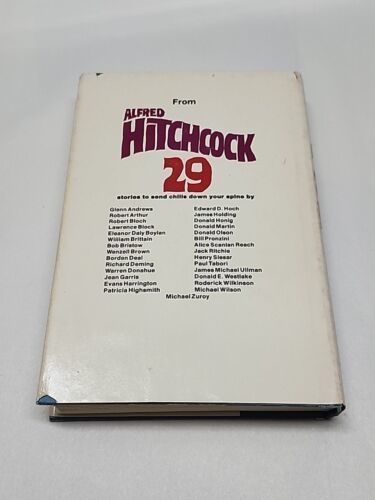 From
ALFRED
HITCHCOCK
29
stories to send chills down your spine by
Glenn Andrews
Robert Arthur
Robert Bloch
Lawrence Block
Eleanor Daly Boylan
William Brittain
Bob Bristow
Wenzell Brown
Borden Deal
Richard Deming
Warren Donahue
Jean Garris
Evans Harrington
Patricia Highsmith
Edward D. Hoch
James Holding
Donald Honig
Donald Martin
Donald Olson
Bill Pronzini
Alice Scanlan Reach
Jack Ritchie
Henry Slesar
Paul Tabori
James Michael Ullman
Donald E. Westlake
Roderick Wilkinson
Michael Wilson
Michael Zuroy